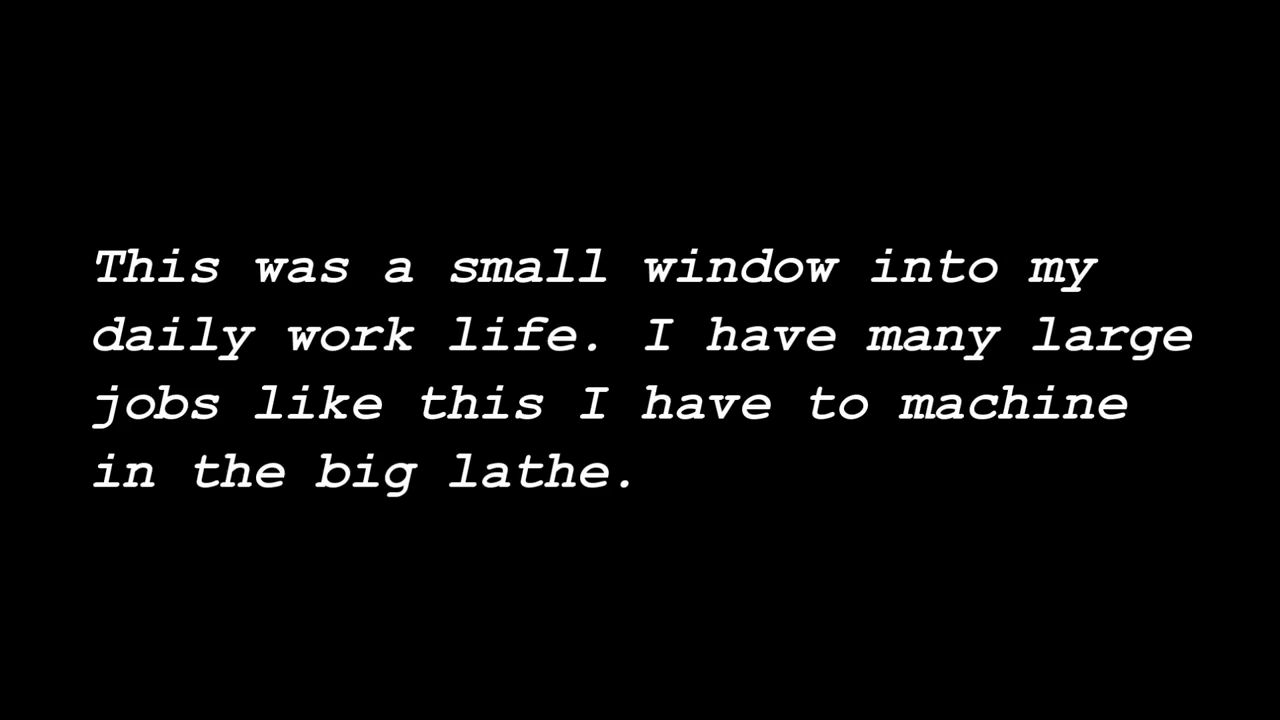 This was a small window into my
daily work life. I have many large
jobs like this I have to machine
in the big lathe.